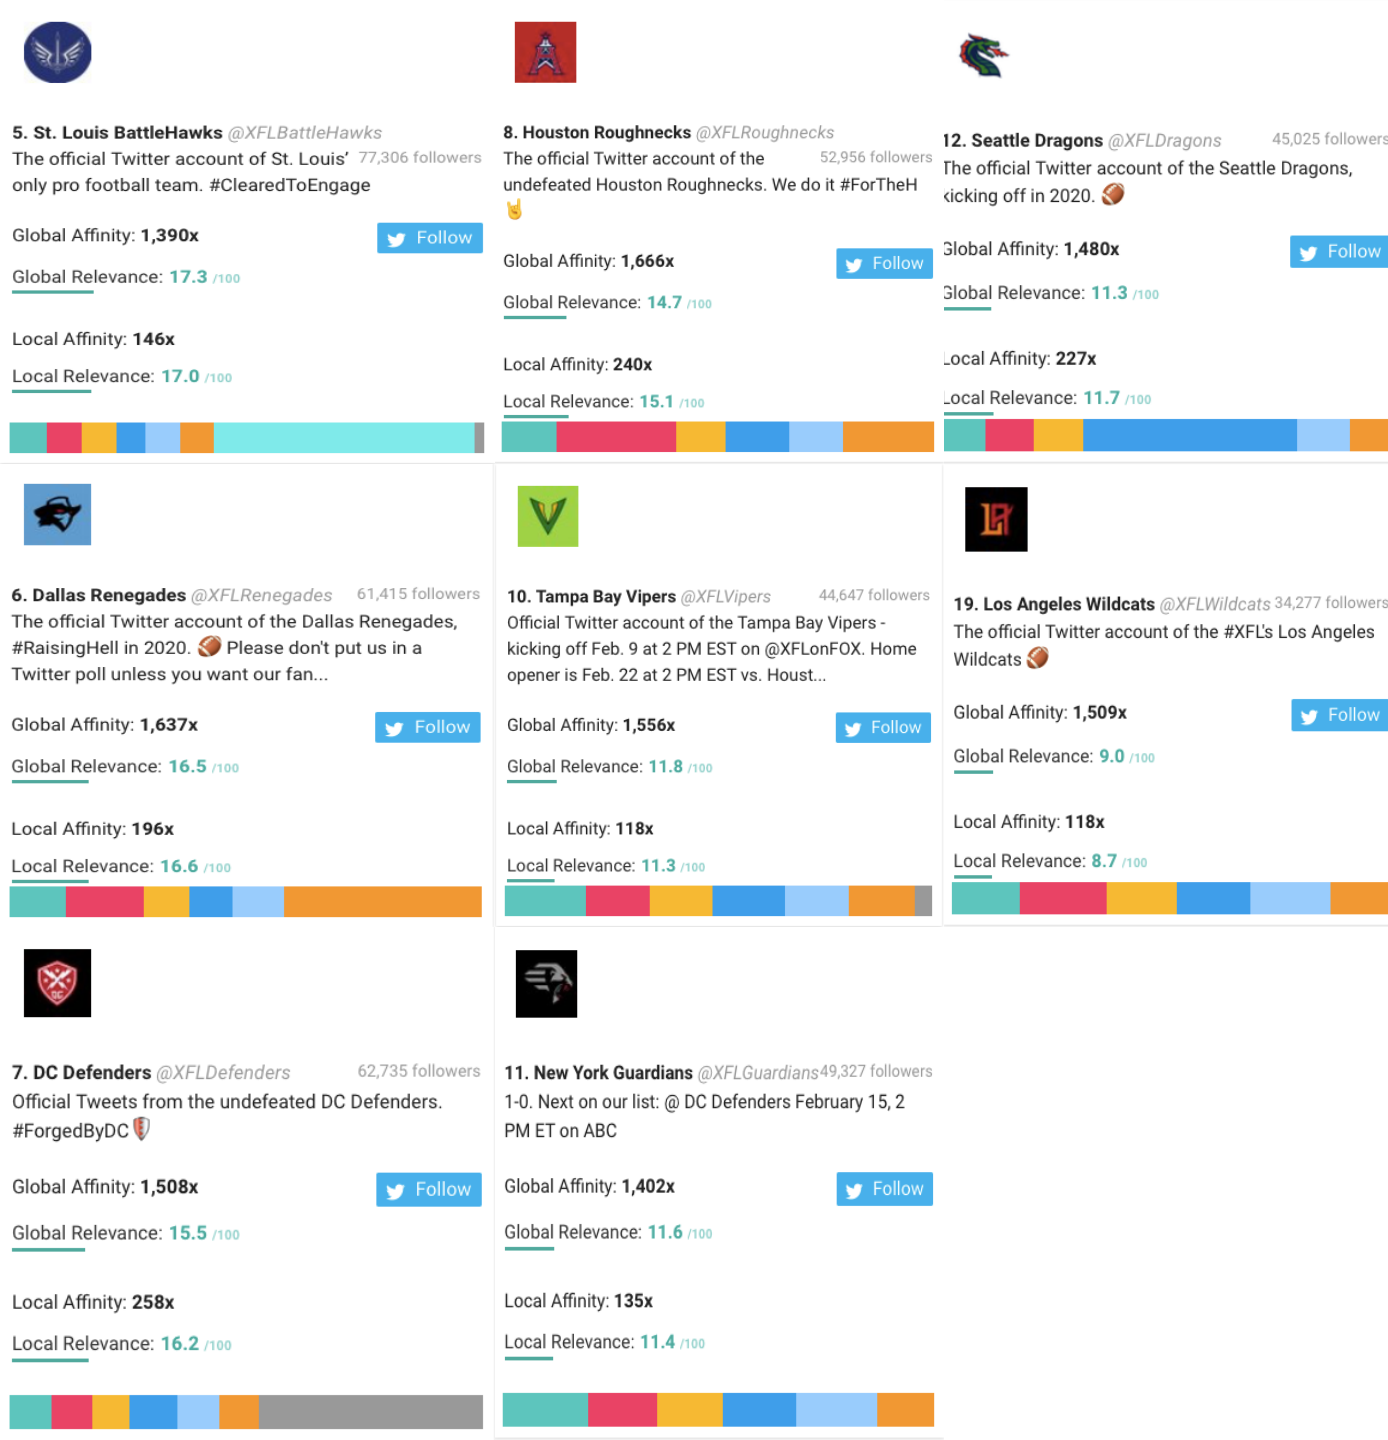 5. St. Louis BattleHawks @XFLBattleHawks
The official Twitter account of St. Louis' 77,306 followers
only pro football team. #ClearedToEngage
Global Affinity: 1,390x
Follow
Global Relevance: 17.3 /100
Local Affinity: 146x
Local Relevance: 17.0 /100
8. Houston Roughnecks @XFLRoughnecks
The official Twitter account of the 52,956 followers
undefeated Houston Roughnecks. We do it #ForTheH
🤘
Global Affinity: 1,666x
Follow
Global Relevance: 14.7 /100
Local Affinity: 240x
Local Relevance: 15.1 /100
12. Seattle Dragons @XFLDragons 45,025 followers
The official Twitter account of the Seattle Dragons,
kicking off in 2020. 🏈
Global Affinity: 1,480x
Follow
Global Relevance: 11.3 /100
Local Affinity: 227x
Local Relevance: 11.7 /100
6. Dallas Renegades @XFLRenegades 61,415 followers
The official Twitter account of the Dallas Renegades,
#RaisingHell in 2020. 🏈 Please don't put us in a
Twitter poll unless you want our fan...
Global Affinity: 1,637x
Follow
Global Relevance: 16.5 /100
Local Affinity: 196x
Local Relevance: 16.6 /100
10. Tampa Bay Vipers @XFLVipers 44,647 followers
Official Twitter account of the Tampa Bay Vipers -
kicking off Feb. 9 at 2 PM EST on @XFLonFOX. Home
opener is Feb. 22 at 2 PM EST vs. Houst...
Global Affinity: 1,556x
Follow
Global Relevance: 11.8 /100
Local Affinity: 118x
Local Relevance: 11.3 /100
LA
19. Los Angeles Wildcats @XFLWildcats 34,277 followers
The official Twitter account of the #XFL's Los Angeles
Wildcats 🏈
Global Affinity: 1,509x
Follow
Global Relevance: 9.0 /100
Local Affinity: 118x
Local Relevance: 8.7 /100
DC
7. DC Defenders @XFLDefenders 62,735 followers
Official Tweets from the undefeated DC Defenders.
#ForgedByDC🛡
Global Affinity: 1,508x
Follow
Global Relevance: 15.5 /100
Local Affinity: 258x
Local Relevance: 16.2 /100
11. New York Guardians @XFLGuardians 49,327 followers
1-0. Next on our list: @ DC Defenders February 15, 2
PM ET on ABC
Global Affinity: 1,402x
Follow
Global Relevance: 11.6 /100
Local Affinity: 135x
Local Relevance: 11.4 /100